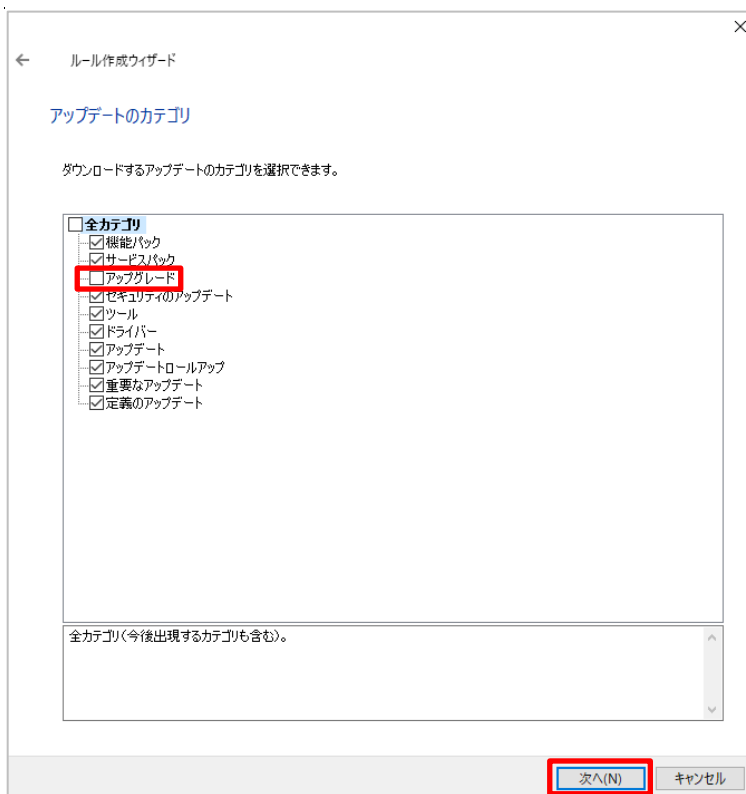 ルール作成ウィザード
アップデートのカテゴリ
ダウンロードするアップデートのカテゴリを選択できます。
全カテゴリ
機能パック
サービスパック
アップグレード
セキュリティのアップデート
ツール
ドライバー
アップデート
アップデートロールアップ
重要なアップデート
定義のアップデート
全カテゴリ(今後出現するカテゴリも含む)。
次へ(N)
キャンセル